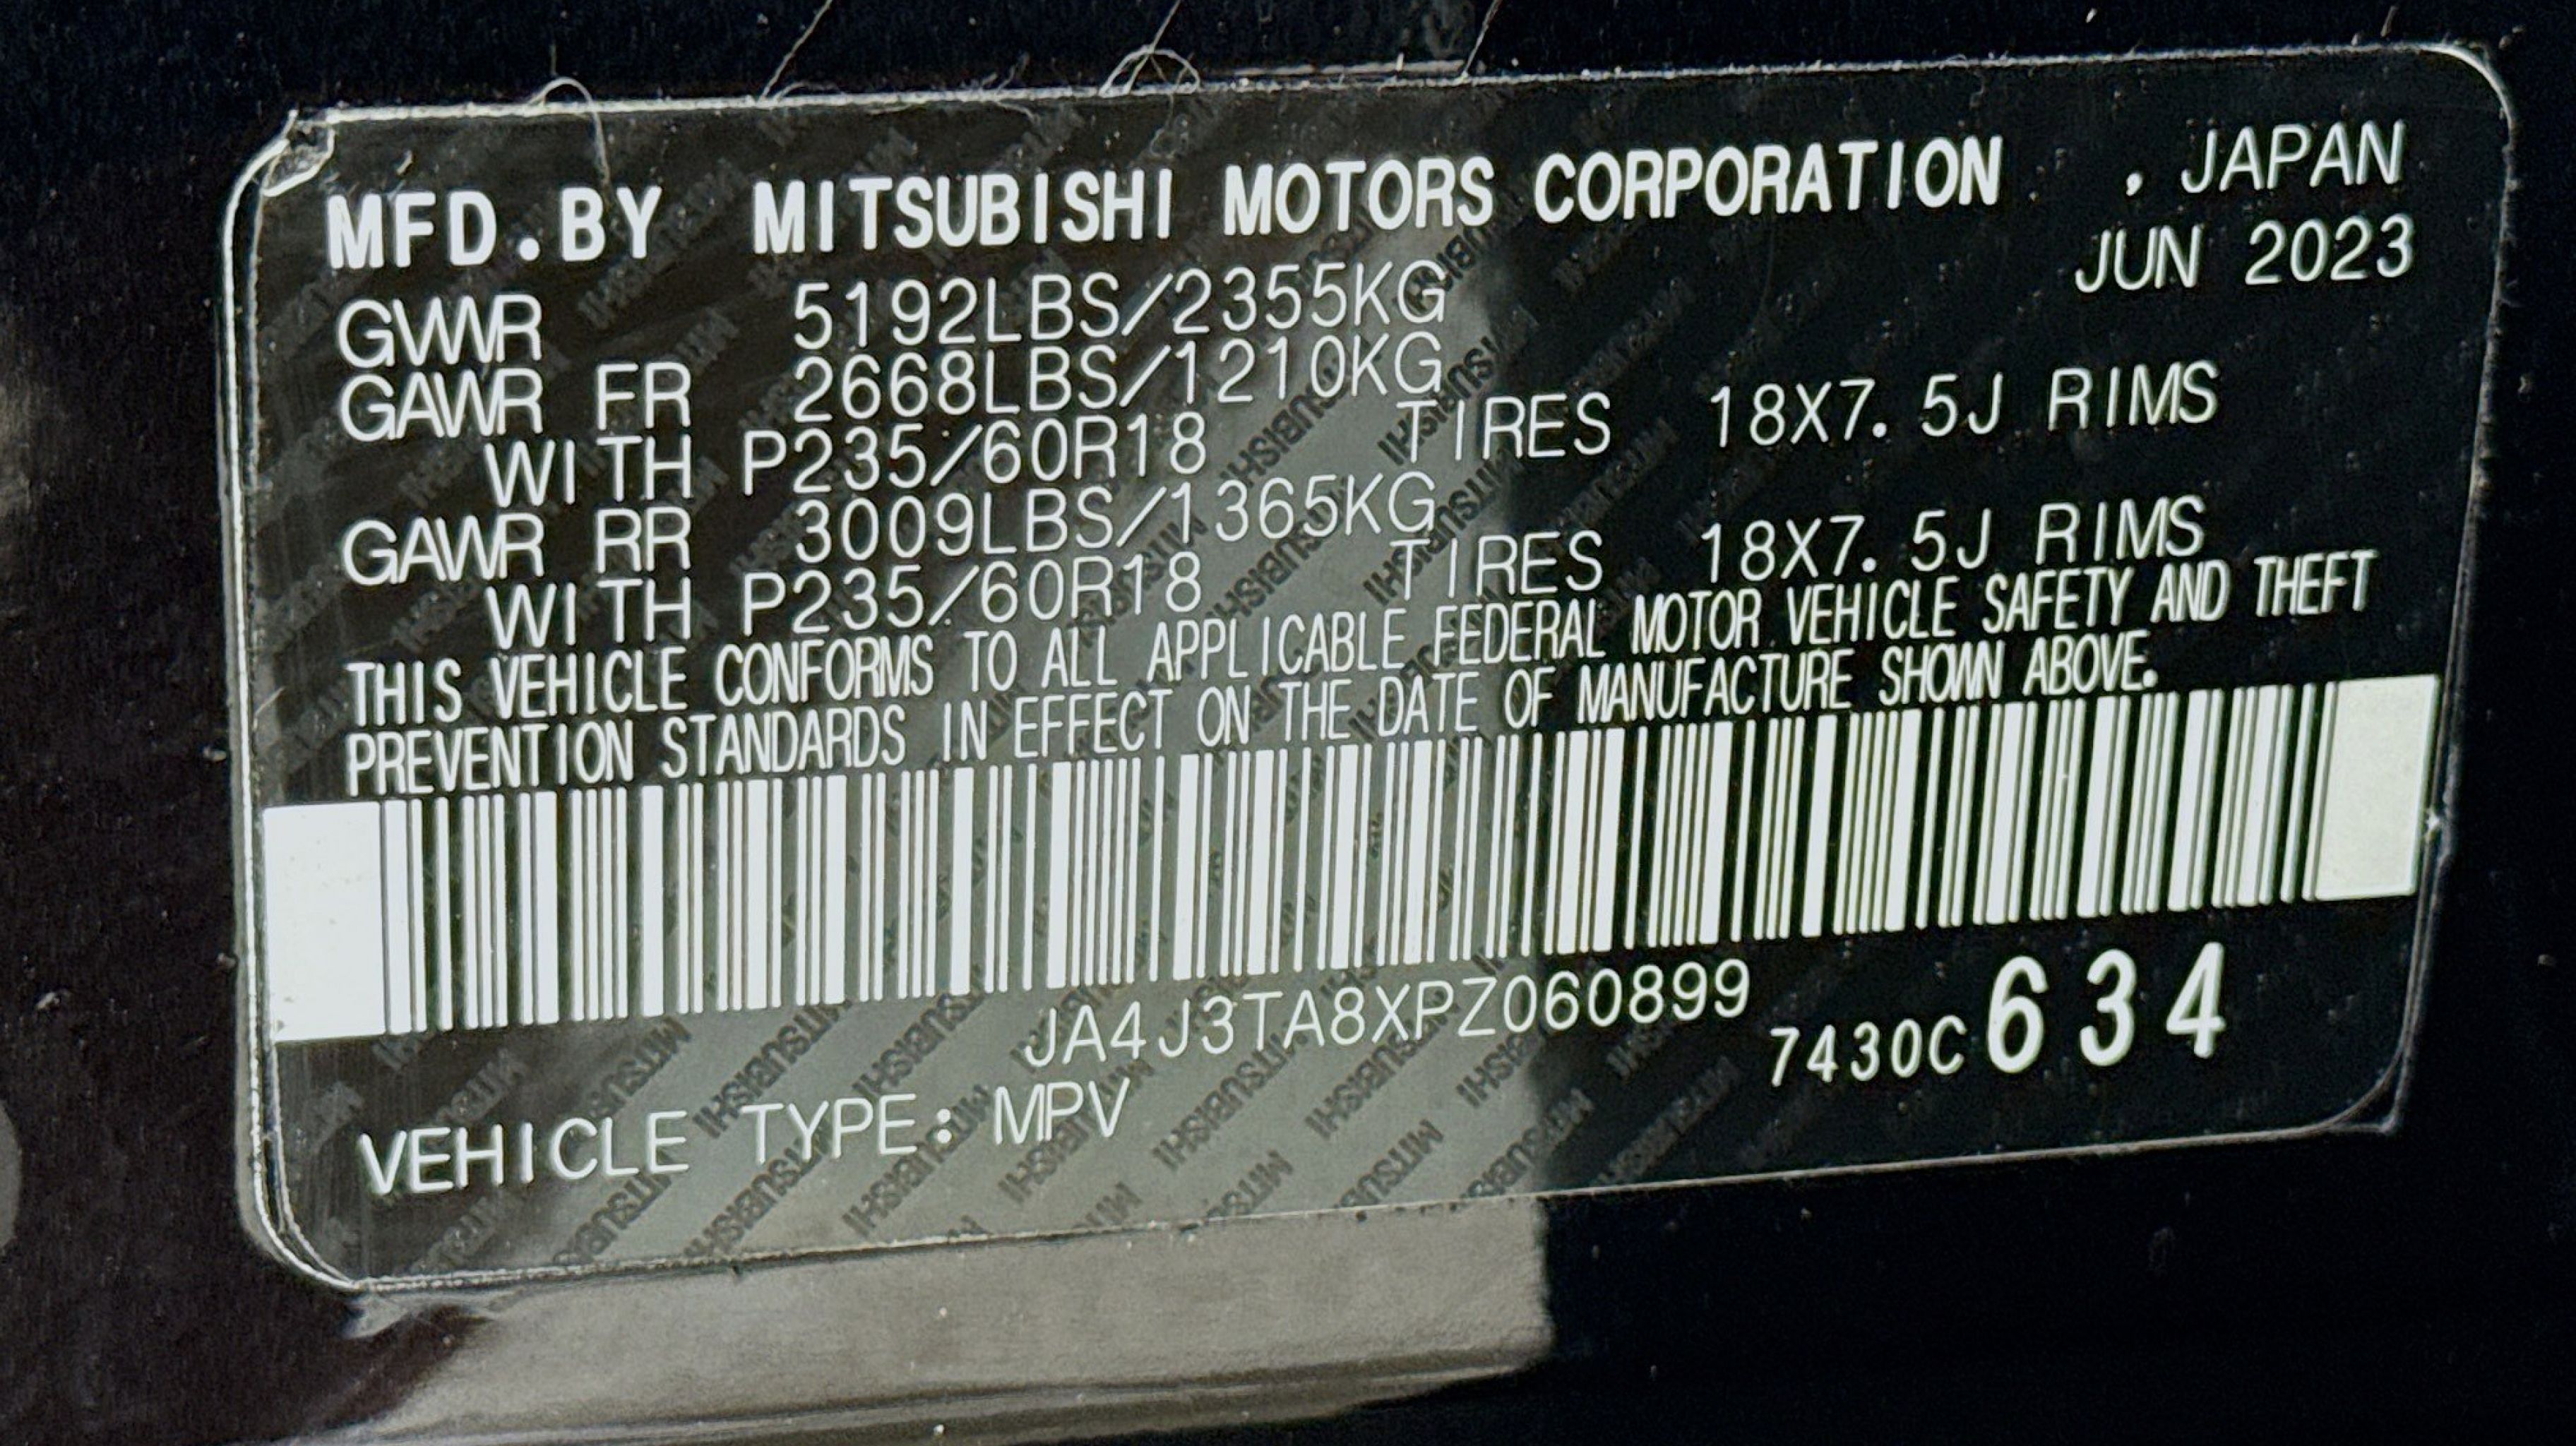 MFD.BY MITSUBISHI MOTORS CORPORATION , JAPAN
JUN 2023
GVWR 5192LBS/2355KG
GAWR FR 2668LBS/1210KG
WITH P235/60R18 TIRES 18X7.5J RIMS
GAWR RR 3009LBS/1365KG
WITH P235/60R18 TIRES 18X7.5J RIMS
THIS VEHICLE CONFORMS TO ALL APPLICABLE FEDERAL MOTOR VEHICLE SAFETY AND THEFT
PREVENTION STANDARDS IN EFFECT ON THE DATE OF MANUFACTURE SHOWN ABOVE.
JA4J3TA8XPZ060899
7430C634
VEHICLE TYPE: MPV